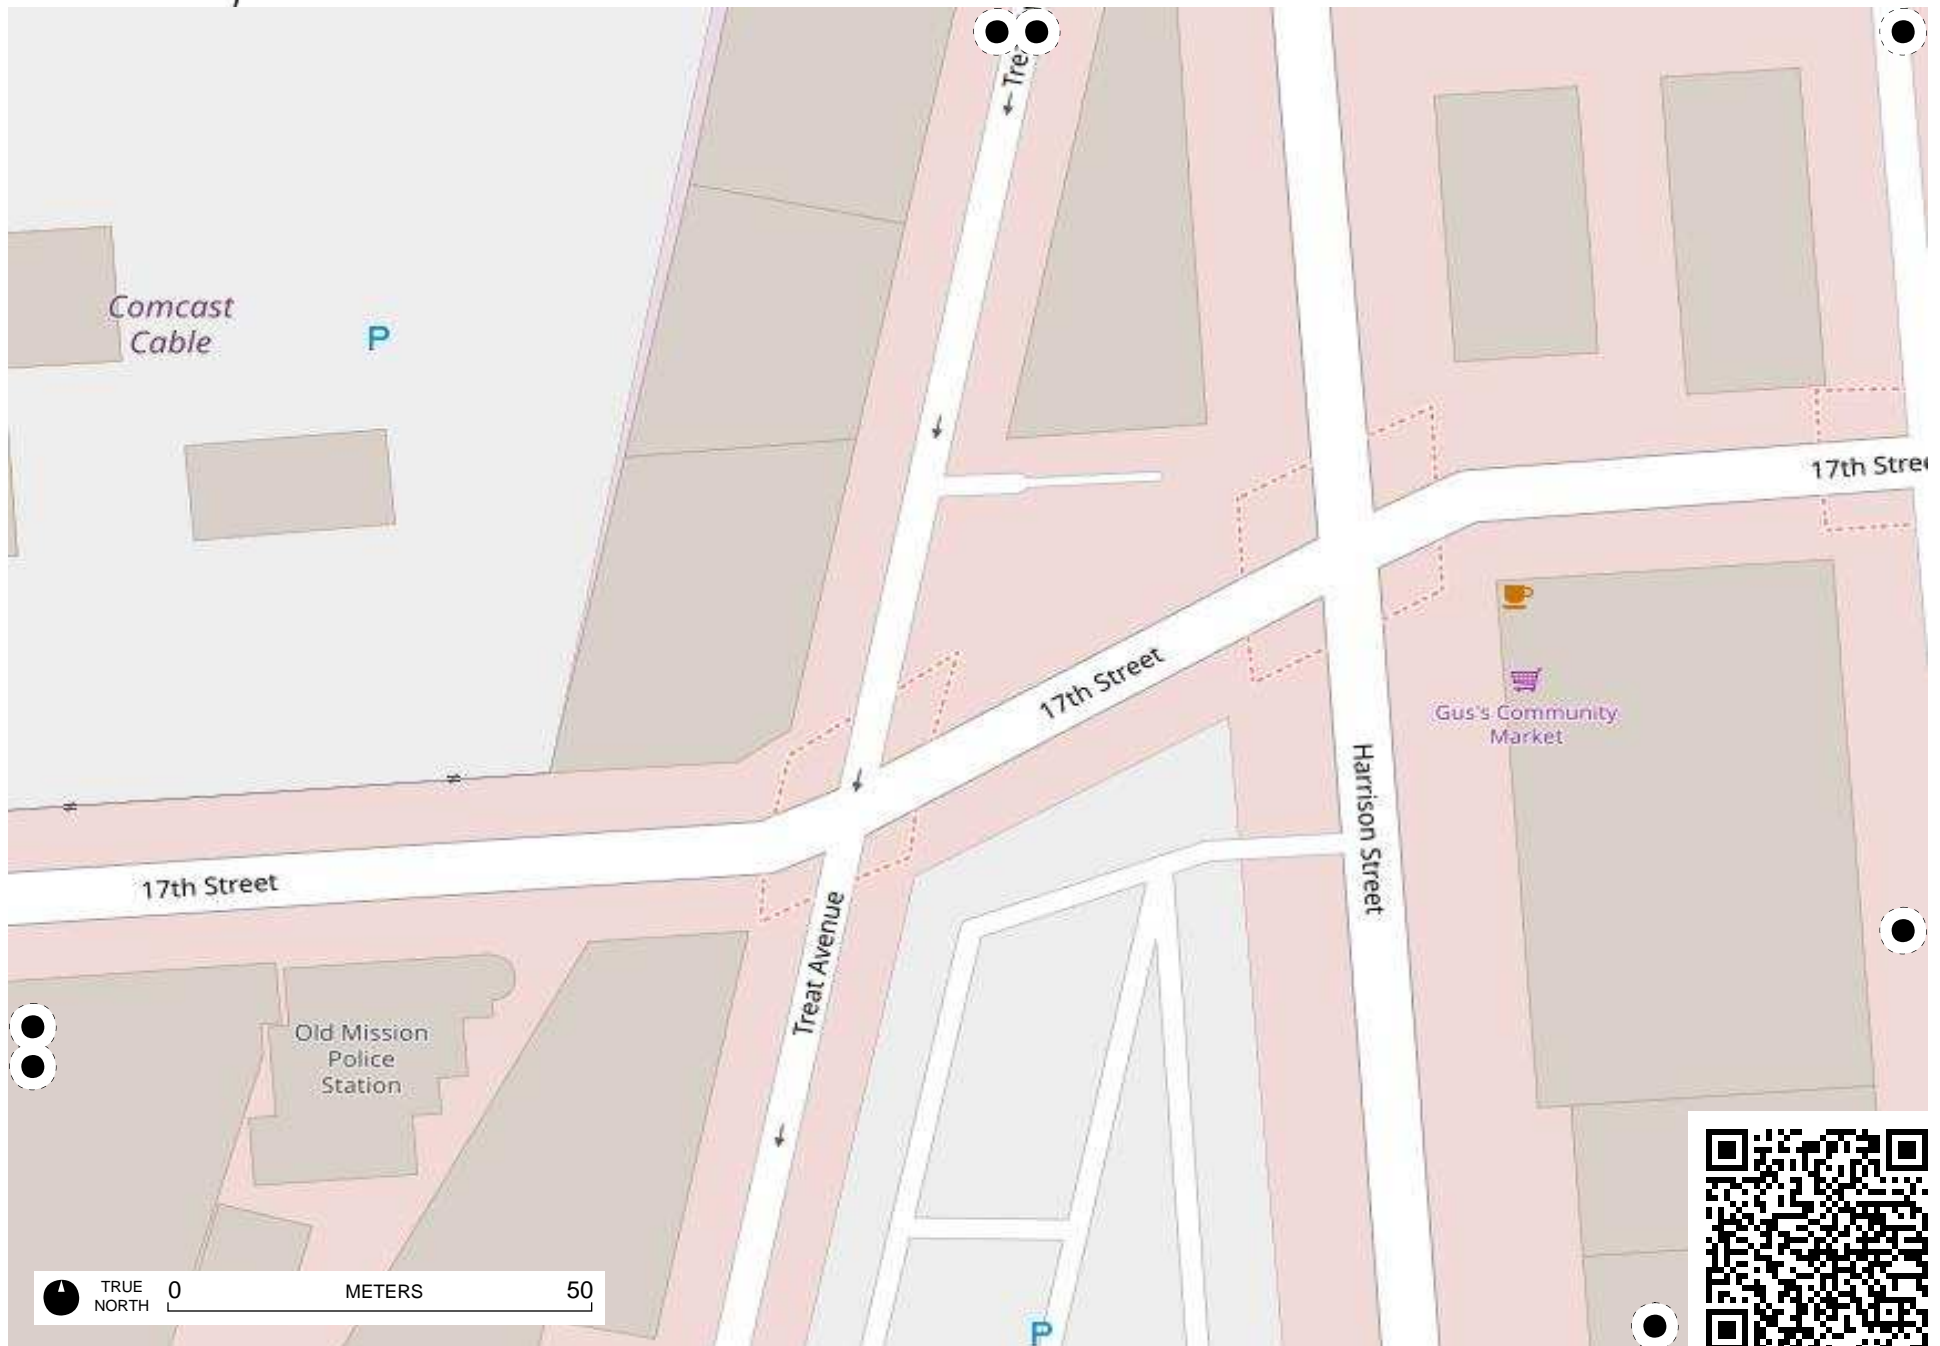 Tre
Comcast
Cable
P
17th Stree
17th Street
Gus's Community
Market
Harrison Street
17th Street
Treat Avenue
Old Mission
Police
Station
TRUE
NORTH
0
METERS
50
P